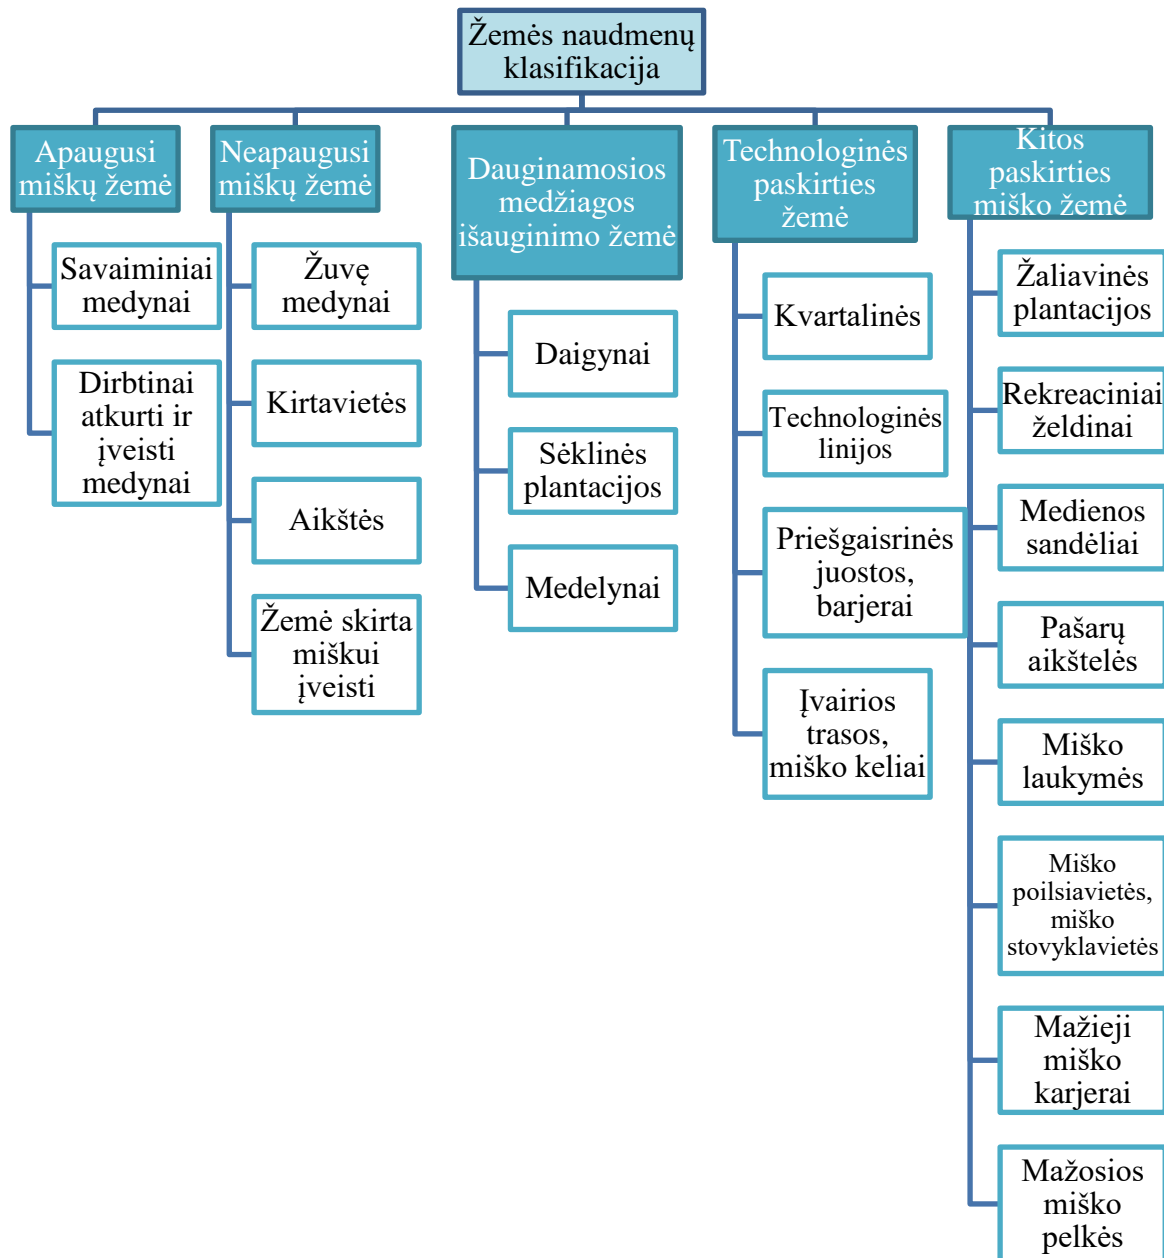 Žemės naudmenų
klasifikacija
Apaugusi
miškų žemė
Savaiminiai
medynai
Dirbtinai
atkurti ir
įveisti
medynai
Neapaugusi
miškų žemė
Žuvę
medynai
Kirtavietės
Aikštės
Žemė skirta
miškui
įveisti
Dauginamosios
medžiagos
išauginimo žemė
Daigynai
Sėklinės
plantacijos
Medelynai
Technologinės
paskirties
žemė
Kvartalinės
Technologinės
linijos
Priešgaisrinės
juostos,
barjerai
Įvairios
trasos,
miško keliai
Kitos
paskirties
miško žemė
Žaliavinės
plantacijos
Rekreaciniai
želdinai
Medienos
sandėliai
Pašarų
aikštelės
Miško
laukymės
Miško
poilsiavietės,
miško
stovyklavietės
Mažieji
miško
karjerai
Mažosios
miško
pelkės